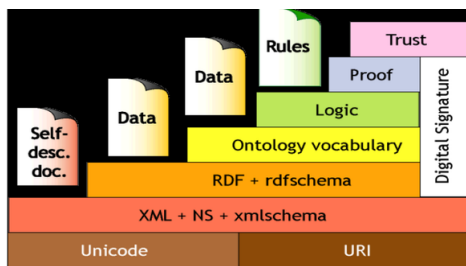 Rules
Trust
Data
Proof
Data
Logic
Self-
desc.
doc.
Ontology vocabulary
Digital Signature
RDF + rdfschema
XML + NS + xmlschema
Unicode
URI